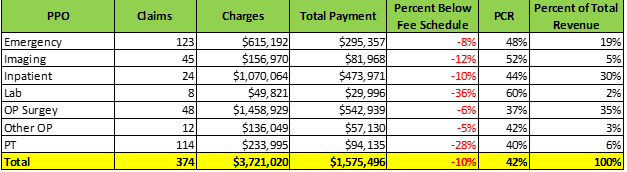 PPO Claims Charges Total Payment Percent Below Fee Schedule PCR Percent of Total Revenue
Emergency 123 $615,192 $295,357 -8% 48% 19%
Imaging 45 $156,970 $81,968 -12% 52% 5%
Inpatient 24 $1,070,064 $473,971 -10% 44% 30%
Lab 8 $49,821 $29,996 -36% 60% 2%
OP Surgey 48 $1,458,929 $542,939 -6% 37% 35%
Other OP 12 $136,049 $57,130 -5% 42% 3%
PT 114 $233,995 $94,135 -28% 40% 6%
Total 374 $3,721,020 $1,575,496 -10% 42% 100%